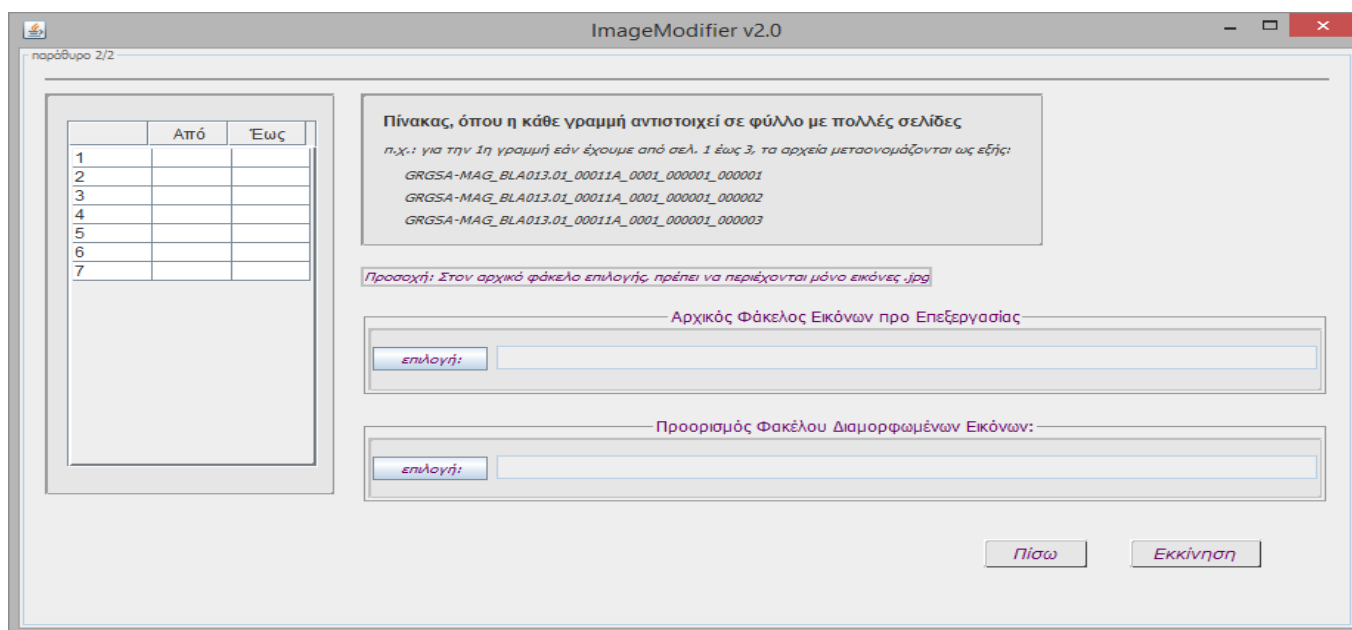 ImageModifier v2.0
παράθυρο 2/2
Από Έως
1
2
3
4
5
6
7
Πίνακας, όπου η κάθε γραμμή αντιστοιχεί σε φύλλο με πολλές σελίδες
π.χ.: για την 1η γραμμή εάν έχουμε από σελ. 1 έως 3, τα αρχεία μετασνομάζονται ως εξής:
GRGSA-MAG_BLA013.01_00011A_0001_000001_000001
GRGSA-MAG_BLA013.01_00011A_0001_000001_000002
GRGSA-MAG_BLA013.01_00011A_0001_000001_000003
Προσοχή: Στον αρχικό φάκελο επιλογής, πρέπει να περιέχονται μόνο εικόνες .jpg
Αρχικός Φάκελος Εικόνων προ Επεξεργασίας
επιλογή:
Προορισμός Φακέλου Διαμορφωμένων Εικόνων:
επιλογή:
Πίσω Εκκίνηση